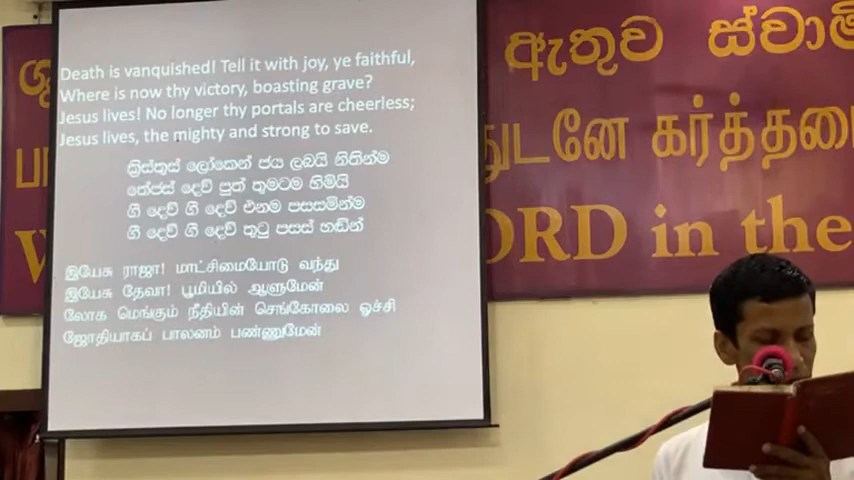 Death is vanquished! Tell it with joy, ye faithful,
Where is now thy victory, boasting grave?
Jesus lives! No longer thy portals are cheerless;
Jesus lives, the mighty and strong to save.
ක්‍රිස්තුස් ලෝකෙන් ජය ලබයි නිතින්ම
තේජස් දෙව් පුත් තුමටම හිමියි
ගී දෙව් ගී දෙව් එනම පසසමින්ම
ගී දෙව් ගී දෙව් තුටු පසස් හඬින්
இயேசு ராஜா! மாட்சிமையோடு வந்து
இயேசு தேவா! பூமியில் ஆளுமேன்
லோக மெங்கும் நீதியின் செங்கோலை ஓச்சி
ஜோதியாகப் பாலனம் பண்ணுமேன்
ඇතුව ස්වාමි
துடனே கர்த்தரை
ORD in the